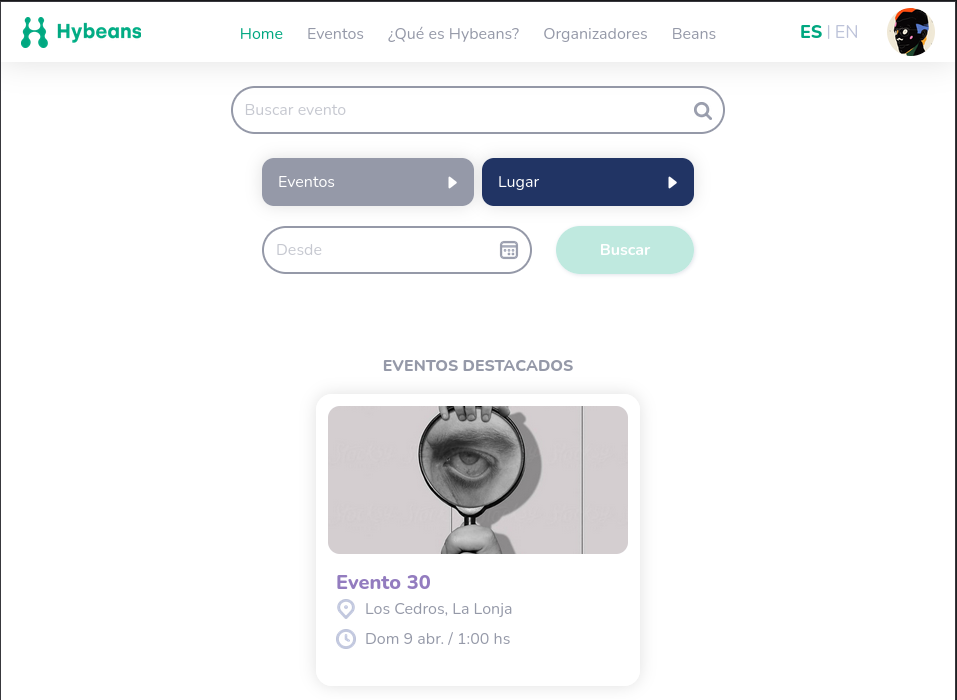 Hybeans
Home Eventos ¿Qué es Hybeans? Organizadores Beans
ES | EN
Buscar evento
Eventos
Lugar
Desde
Buscar
EVENTOS DESTACADOS
Evento 30
Los Cedros, La Lonja
Dom 9 abr. / 1:00 hs